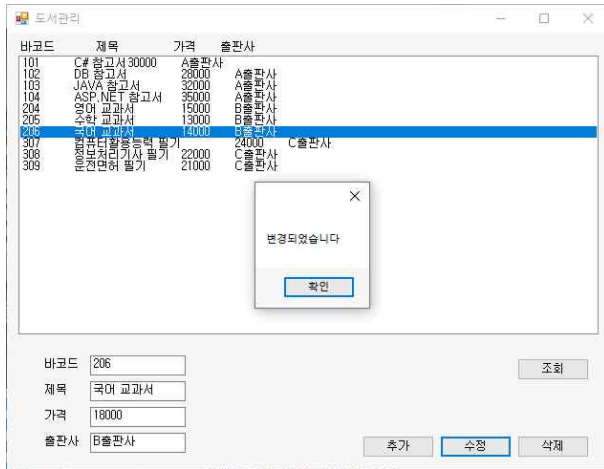 도서관리
바코드 제목 가격 출판사
101 C# 참고서 30000 A출판사
102 DB 참고서 28000 A출판사
103 JAVA 참고서 32000 A출판사
104 ASP.NET 참고서 35000 A출판사
204 영어 교과서 15000 B출판사
205 수학 교과서 13000 B출판사
206 국어 교과서 14000 B출판사
307 컴퓨터활용능력 필기 24000 C출판사
308 정보처리기사 필기 22000 C출판사
309 운전면허 필기 21000 C출판사
변경되었습니다
확인
바코드 206 조회
제목 국어 교과서
가격 18000
출판사 B출판사 추가 수정 삭제